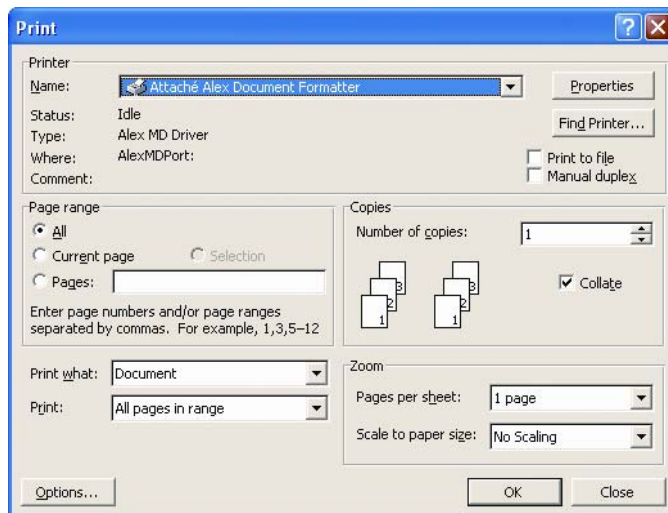 Print
Printer
Name: Attaché Alex Document Formatter Properties
Status: Idle
Type: Alex MD Driver Find Printer...
Where: AlexMDPort: Print to file
Comment: Manual duplex
Page range
All
Current page Selection
Pages:
Enter page numbers and/or page ranges
separated by commas. For example, 1,3,5–12
Copies
Number of copies: 1
3 3
2 2
1 1
Collate
Print what: Document
Print: All pages in range
Zoom
Pages per sheet: 1 page
Scale to paper size: No Scaling
Options... OK Close